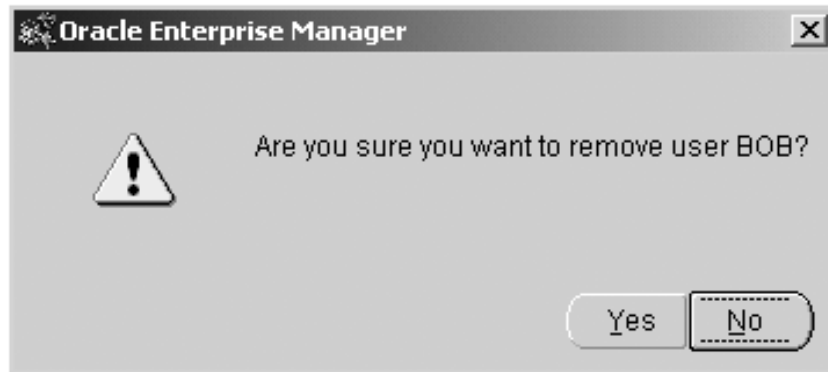 Oracle Enterprise Manager
Are you sure you want to remove user BOB?
Yes No